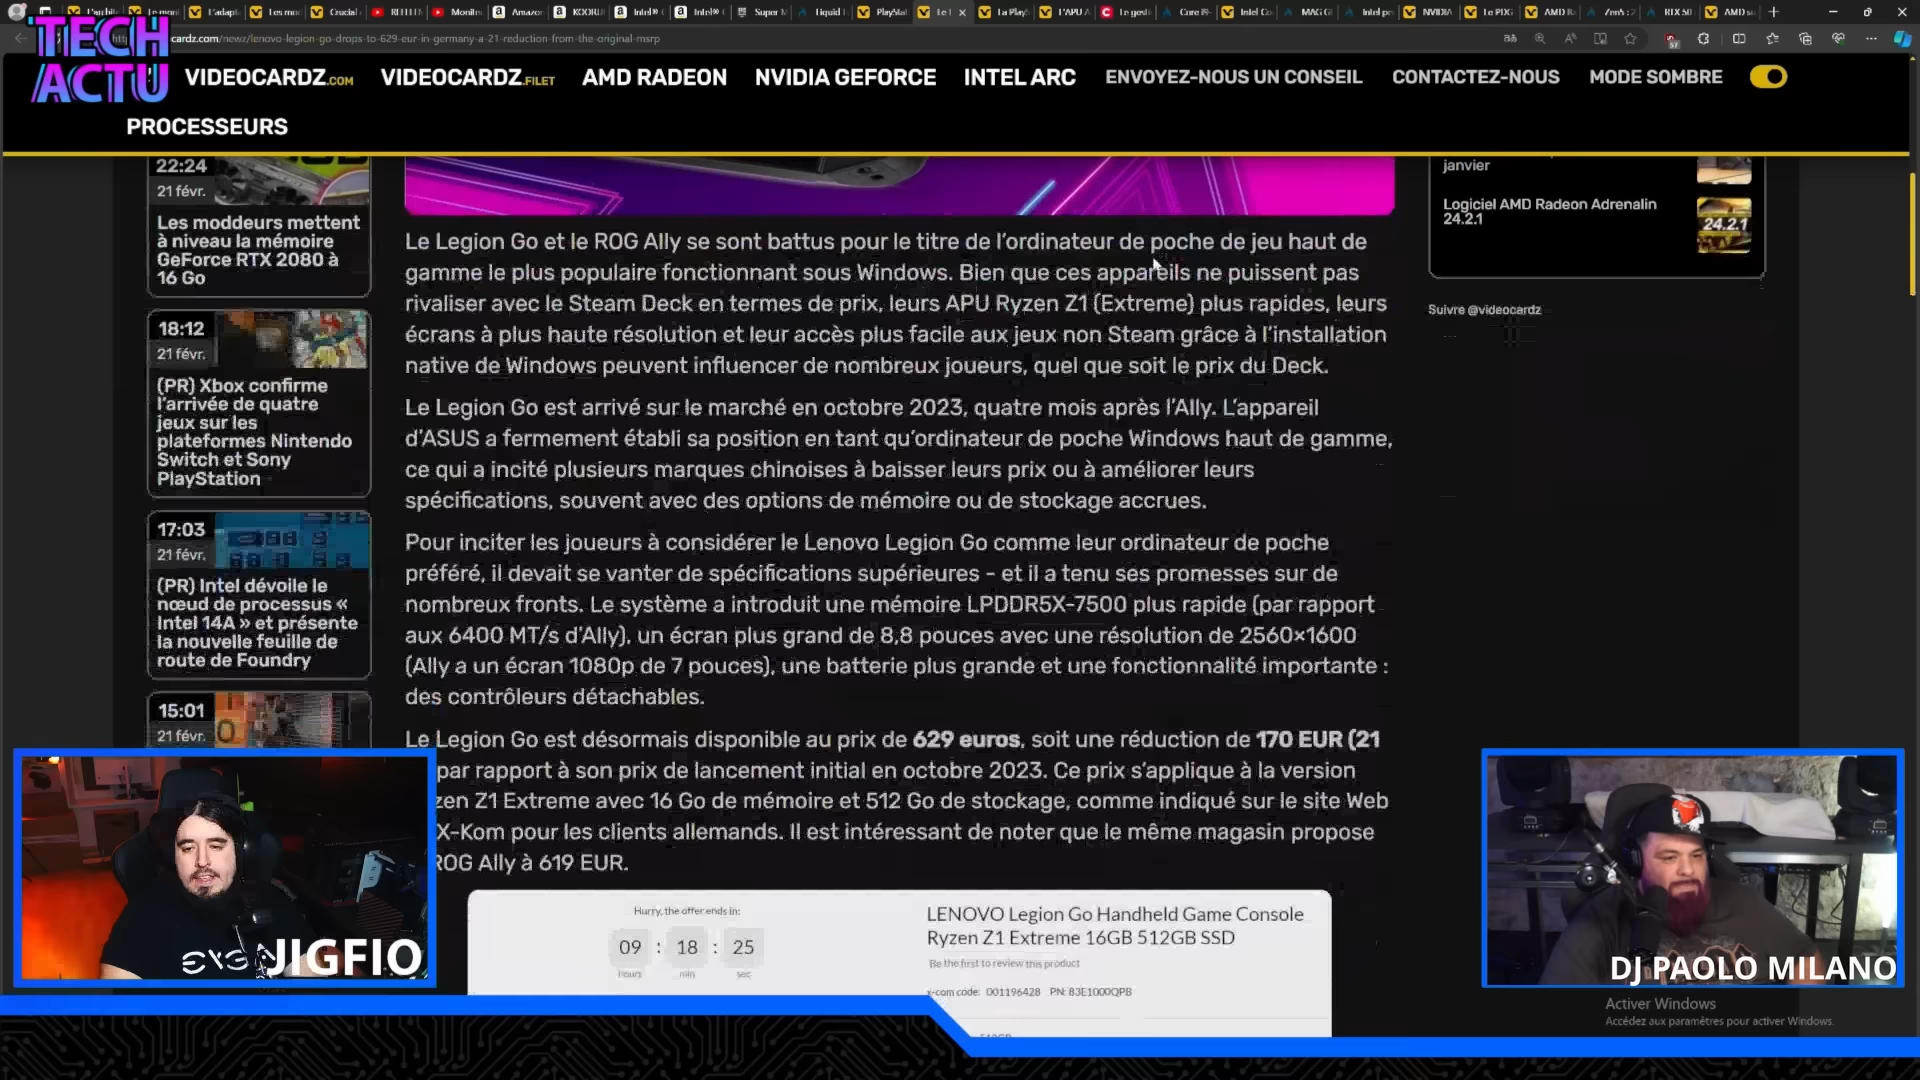 TECH
ACTU
cardz.com/newz/lenovo-legion-go-drops-to-629-eur-in-germany-a-21-reduction-from-the-original-msrp
VIDEOCARDZ.COM
VIDEOCARDZ.FILET
AMD RADEON
NVIDIA GEFORCE
INTEL ARC
ENVOYEZ-NOUS UN CONSEIL
CONTACTEZ-NOUS
MODE SOMBRE
PROCESSEURS
22:24
21 févr.
Les moddeurs mettent
à niveau la mémoire
GeForce RTX 2080 à
16 Go
18:12
21 févr.
(PR) Xbox confirme
l'arrivée de quatre
jeux sur les
plateformes Nintendo
Switch et Sony
PlayStation
17:03
21 févr.
(PR) Intel dévoile le
nœud de processus «
Intel 14A » et présente
la nouvelle feuille de
route de Foundry
15:01
21 févr.
Le Legion Go et le ROG Ally se sont battus pour le titre de l'ordinateur de poche de jeu haut de
gamme le plus populaire fonctionnant sous Windows. Bien que ces appareils ne puissent pas
rivaliser avec le Steam Deck en termes de prix, leurs APU Ryzen Z1 (Extreme) plus rapides, leurs
écrans à plus haute résolution et leur accès plus facile aux jeux non Steam grâce à l'installation
native de Windows peuvent influencer de nombreux joueurs, quel que soit le prix du Deck.
Le Legion Go est arrivé sur le marché en octobre 2023, quatre mois après l'Ally. L'appareil
d'ASUS a fermement établi sa position en tant qu'ordinateur de poche Windows haut de gamme,
ce qui a incité plusieurs marques chinoises à baisser leurs prix ou à améliorer leurs
spécifications, souvent avec des options de mémoire ou de stockage accrues.
Pour inciter les joueurs à considérer le Lenovo Legion Go comme leur ordinateur de poche
préféré, il devait se vanter de spécifications supérieures - et il a tenu ses promesses sur de
nombreux fronts. Le système a introduit une mémoire LPDDR5X-7500 plus rapide (par rapport
aux 6400 MT/s d'Ally), un écran plus grand de 8,8 pouces avec une résolution de 2560×1600
(Ally a un écran 1080p de 7 pouces), une batterie plus grande et une fonctionnalité importante :
des contrôleurs détachables.
Le Legion Go est désormais disponible au prix de 629 euros, soit une réduction de 170 EUR (21
par rapport à son prix de lancement initial en octobre 2023. Ce prix s'applique à la version
zen Z1 Extreme avec 16 Go de mémoire et 512 Go de stockage, comme indiqué sur le site Web
X-Kom pour les clients allemands. Il est intéressant de noter que le même magasin propose
ROG Ally à 619 EUR.
Hurry, the offer ends in:
09 : 18 : 25
hours min sec
LENOVO Legion Go Handheld Game Console
Ryzen Z1 Extreme 16GB 512GB SSD
Be the first to review this product
x-com code: 001196428 PN: 83E1000QPB
janvier
Logiciel AMD Radeon Adrenalin
24.2.1
24.2.1
Suivre @videocardz
JIGFIO
DJ PAOLO MILANO
Activer Windows
Accédez aux paramètres pour activer Windows.